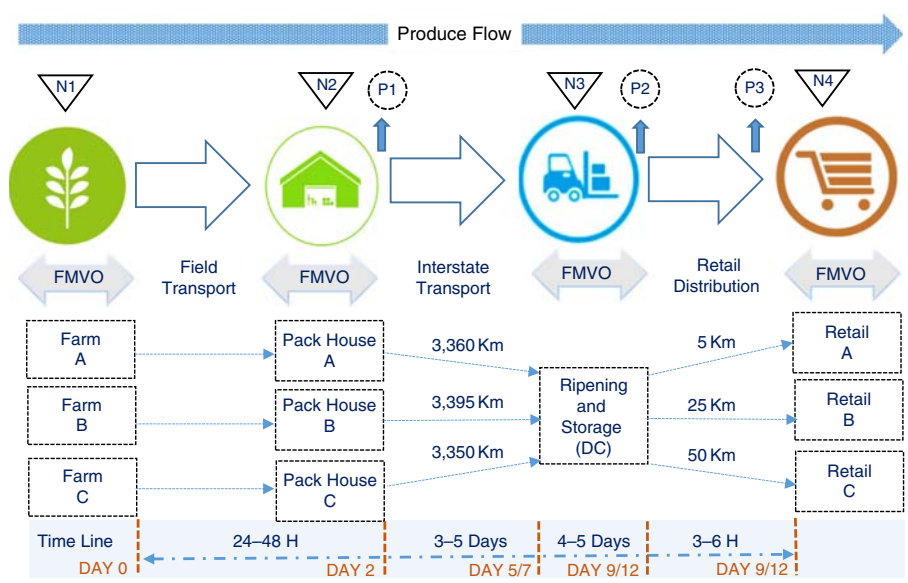 Produce Flow
N1
N2
P1
N3
P2
P3
N4
FMVO
Field
Transport
FMVO
Interstate
Transport
FMVO
Retail
Distribution
FMVO
Farm
A
Pack House
A
3,360 Km
5 Km
Retail
A
Farm
B
Pack House
B
3,395 Km
Ripening
and
Storage
(DC)
25 Km
Retail
B
Farm
C
Pack House
C
3,350 Km
50 Km
Retail
C
Time Line
24–48 H
3–5 Days
4–5 Days
3–6 H
DAY 0
DAY 2
DAY 5/7
DAY 9/12
DAY 9/12